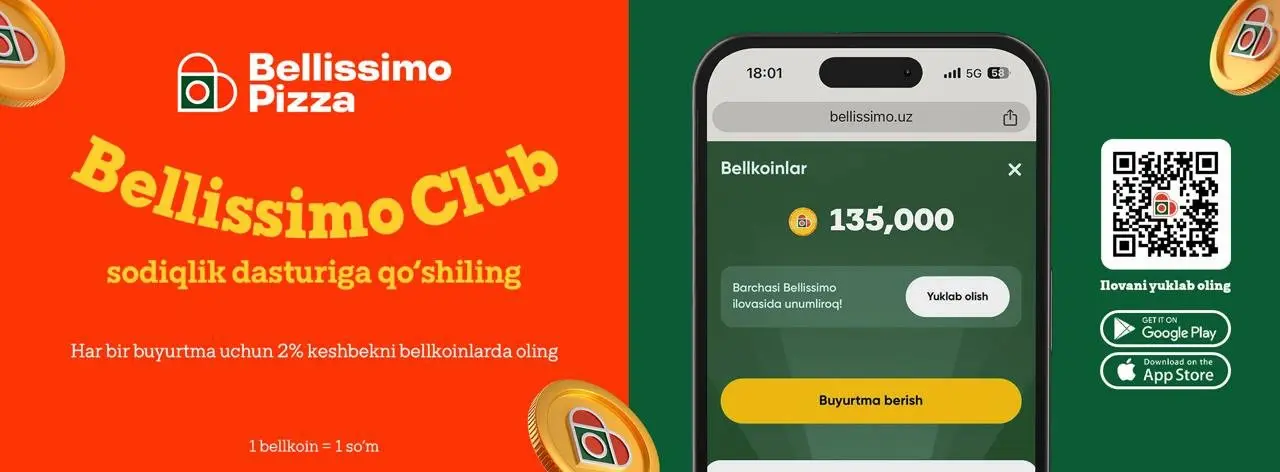 Bellissimo
Pizza
Bellissimo Club
sodiqlik dasturiga qo‘shiling
Har bir buyurtma uchun 2% keshbekni bellkoinlarda oling
1 bellkoin = 1 so‘m
18:01
5G
58
bellissimo.uz
Bellkoinlar
135,000
Barchasi Bellissimo
ilovasida unumliroq!
Yuklab olish
Buyurtma berish
Ilovani yuklab oling
GET IT ON
Google Play
Download on the
App Store